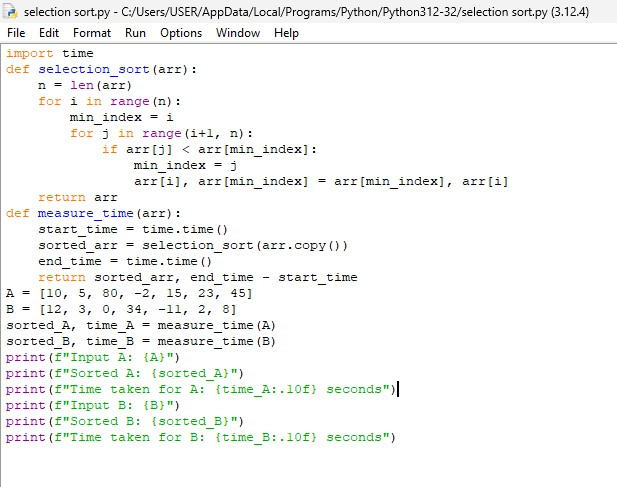 selection sort.py - C:/Users/USER/AppData/Local/Programs/Python/Python312-32/selection sort.py (3.12.4)
File Edit Format Run Options Window Help
import time
def selection_sort(arr):
    n = len(arr)
    for i in range(n):
        min_index = i
        for j in range(i+1, n):
            if arr[j] < arr[min_index]:
                min_index = j
                arr[i], arr[min_index] = arr[min_index], arr[i]
    return arr
def measure_time(arr):
    start_time = time.time()
    sorted_arr = selection_sort(arr.copy())
    end_time = time.time()
    return sorted_arr, end_time - start_time
A = [10, 5, 80, -2, 15, 23, 45]
B = [12, 3, 0, 34, -11, 2, 8]
sorted_A, time_A = measure_time(A)
sorted_B, time_B = measure_time(B)
print(f"Input A: {A}")
print(f"Sorted A: {sorted_A}")
print(f"Time taken for A: {time_A:.10f} seconds")
print(f"Input B: {B}")
print(f"Sorted B: {sorted_B}")
print(f"Time taken for B: {time_B:.10f} seconds")